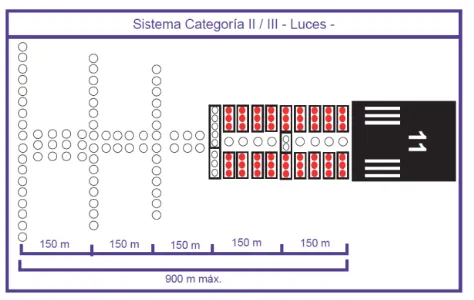 Sistema Categoría II / III - Luces -
11
150 m 150 m 150 m 150 m 150 m
900 m máx.